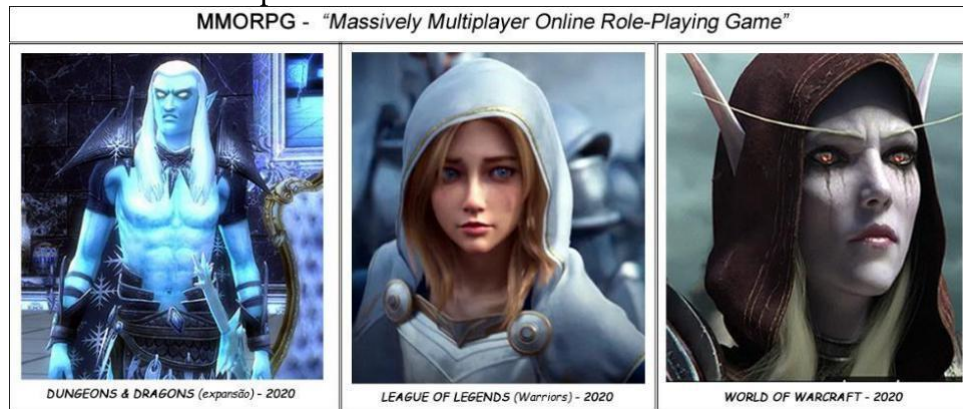 MMORPG - "Massively Multiplayer Online Role-Playing Game"
DUNGEONS & DRAGONS (expansão) - 2020
LEAGUE OF LEGENDS (Warriors) - 2020
WORLD OF WARCRAFT - 2020